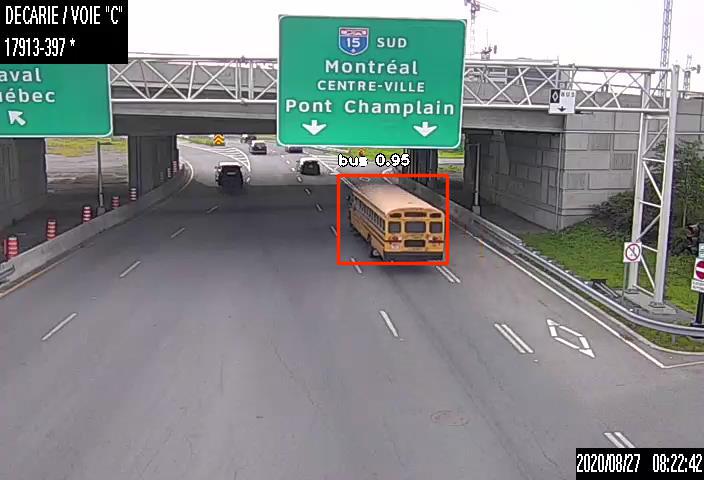 DECARIE / VOIE "C"
17913-397 *
aval
uébec
15 SUD
Montréal
CENTRE-VILLE
Pont Champlain
BUS
bus 0.95
2020/08/27 08:22:42